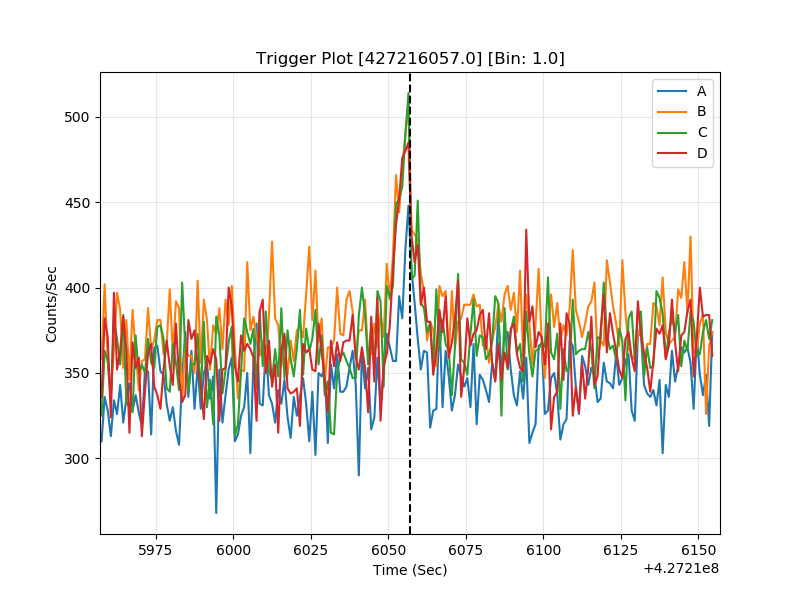 Trigger Plot [427216057.0] [Bin: 1.0]
A
B
C
D
500
450
400
350
300
Counts/Sec
5975 6000 6025 6050 6075 6100 6125 6150
Time (Sec)
+4.2721e8